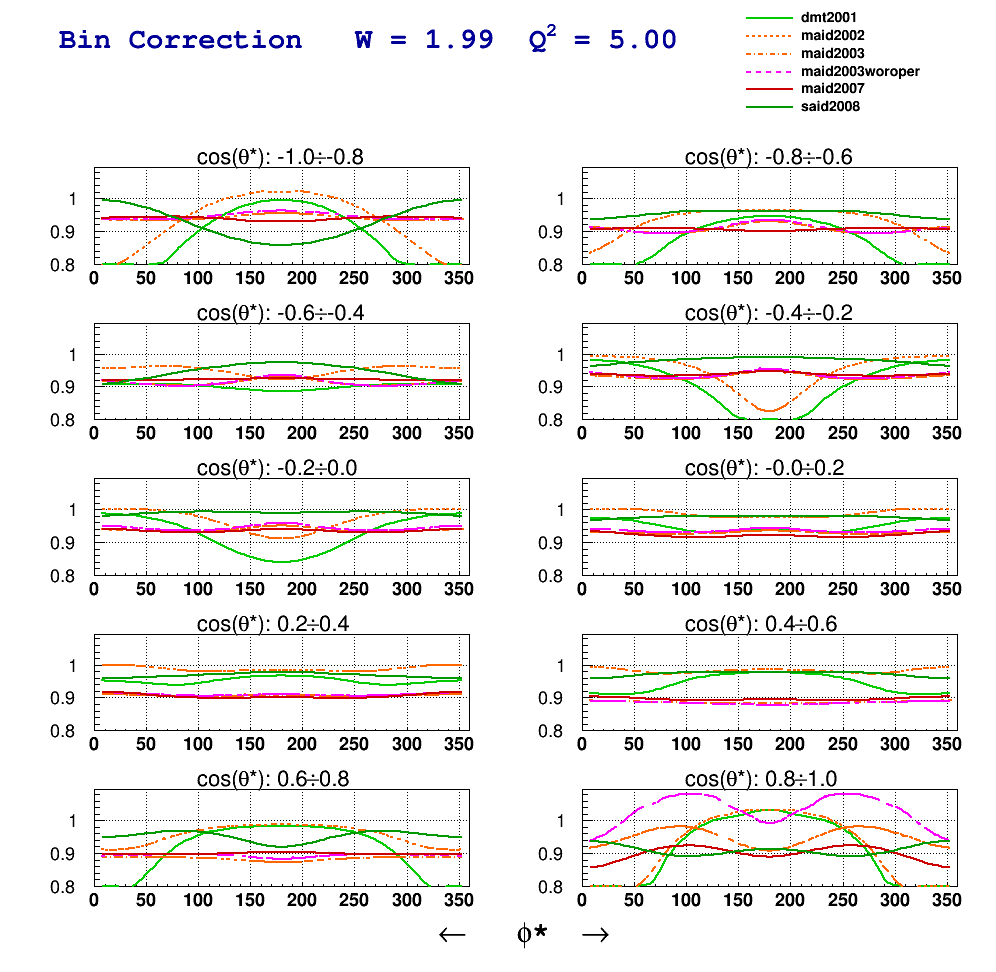 Bin Correction W = 1.99 Q² = 5.00
dmt2001
maid2002
maid2003
maid2003woroper
maid2007
said2008
cos(θ*): -1.0÷-0.8
1
0.9
0.8
0 50 100 150 200 250 300 350
cos(θ*): -0.8÷-0.6
1
0.9
0.8
0 50 100 150 200 250 300 350
cos(θ*): -0.6÷-0.4
1
0.9
0.8
0 50 100 150 200 250 300 350
cos(θ*): -0.4÷-0.2
1
0.9
0.8
0 50 100 150 200 250 300 350
cos(θ*): -0.2÷0.0
1
0.9
0.8
0 50 100 150 200 250 300 350
cos(θ*): -0.0÷0.2
1
0.9
0.8
0 50 100 150 200 250 300 350
cos(θ*): 0.2÷0.4
1
0.9
0.8
0 50 100 150 200 250 300 350
cos(θ*): 0.4÷0.6
1
0.9
0.8
0 50 100 150 200 250 300 350
cos(θ*): 0.6÷0.8
1
0.9
0.8
0 50 100 150 200 250 300 350
cos(θ*): 0.8÷1.0
1
0.9
0.8
0 50 100 150 200 250 300 350
← ϕ* →